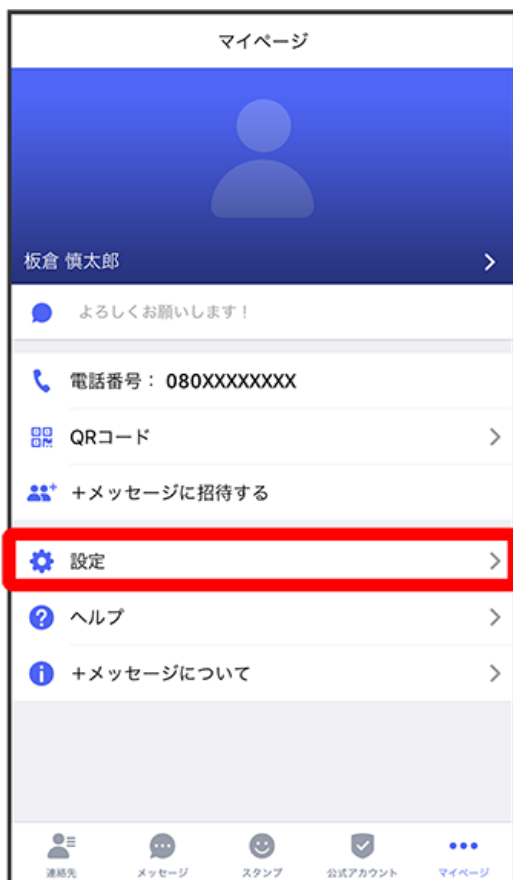 マイページ
板倉 慎太郎
よろしくお願いします！
電話番号： 080XXXXXXXX
QRコード
＋メッセージに招待する
設定
ヘルプ
＋メッセージについて
連絡先 メッセージ スタンプ 公式アカウント マイページ